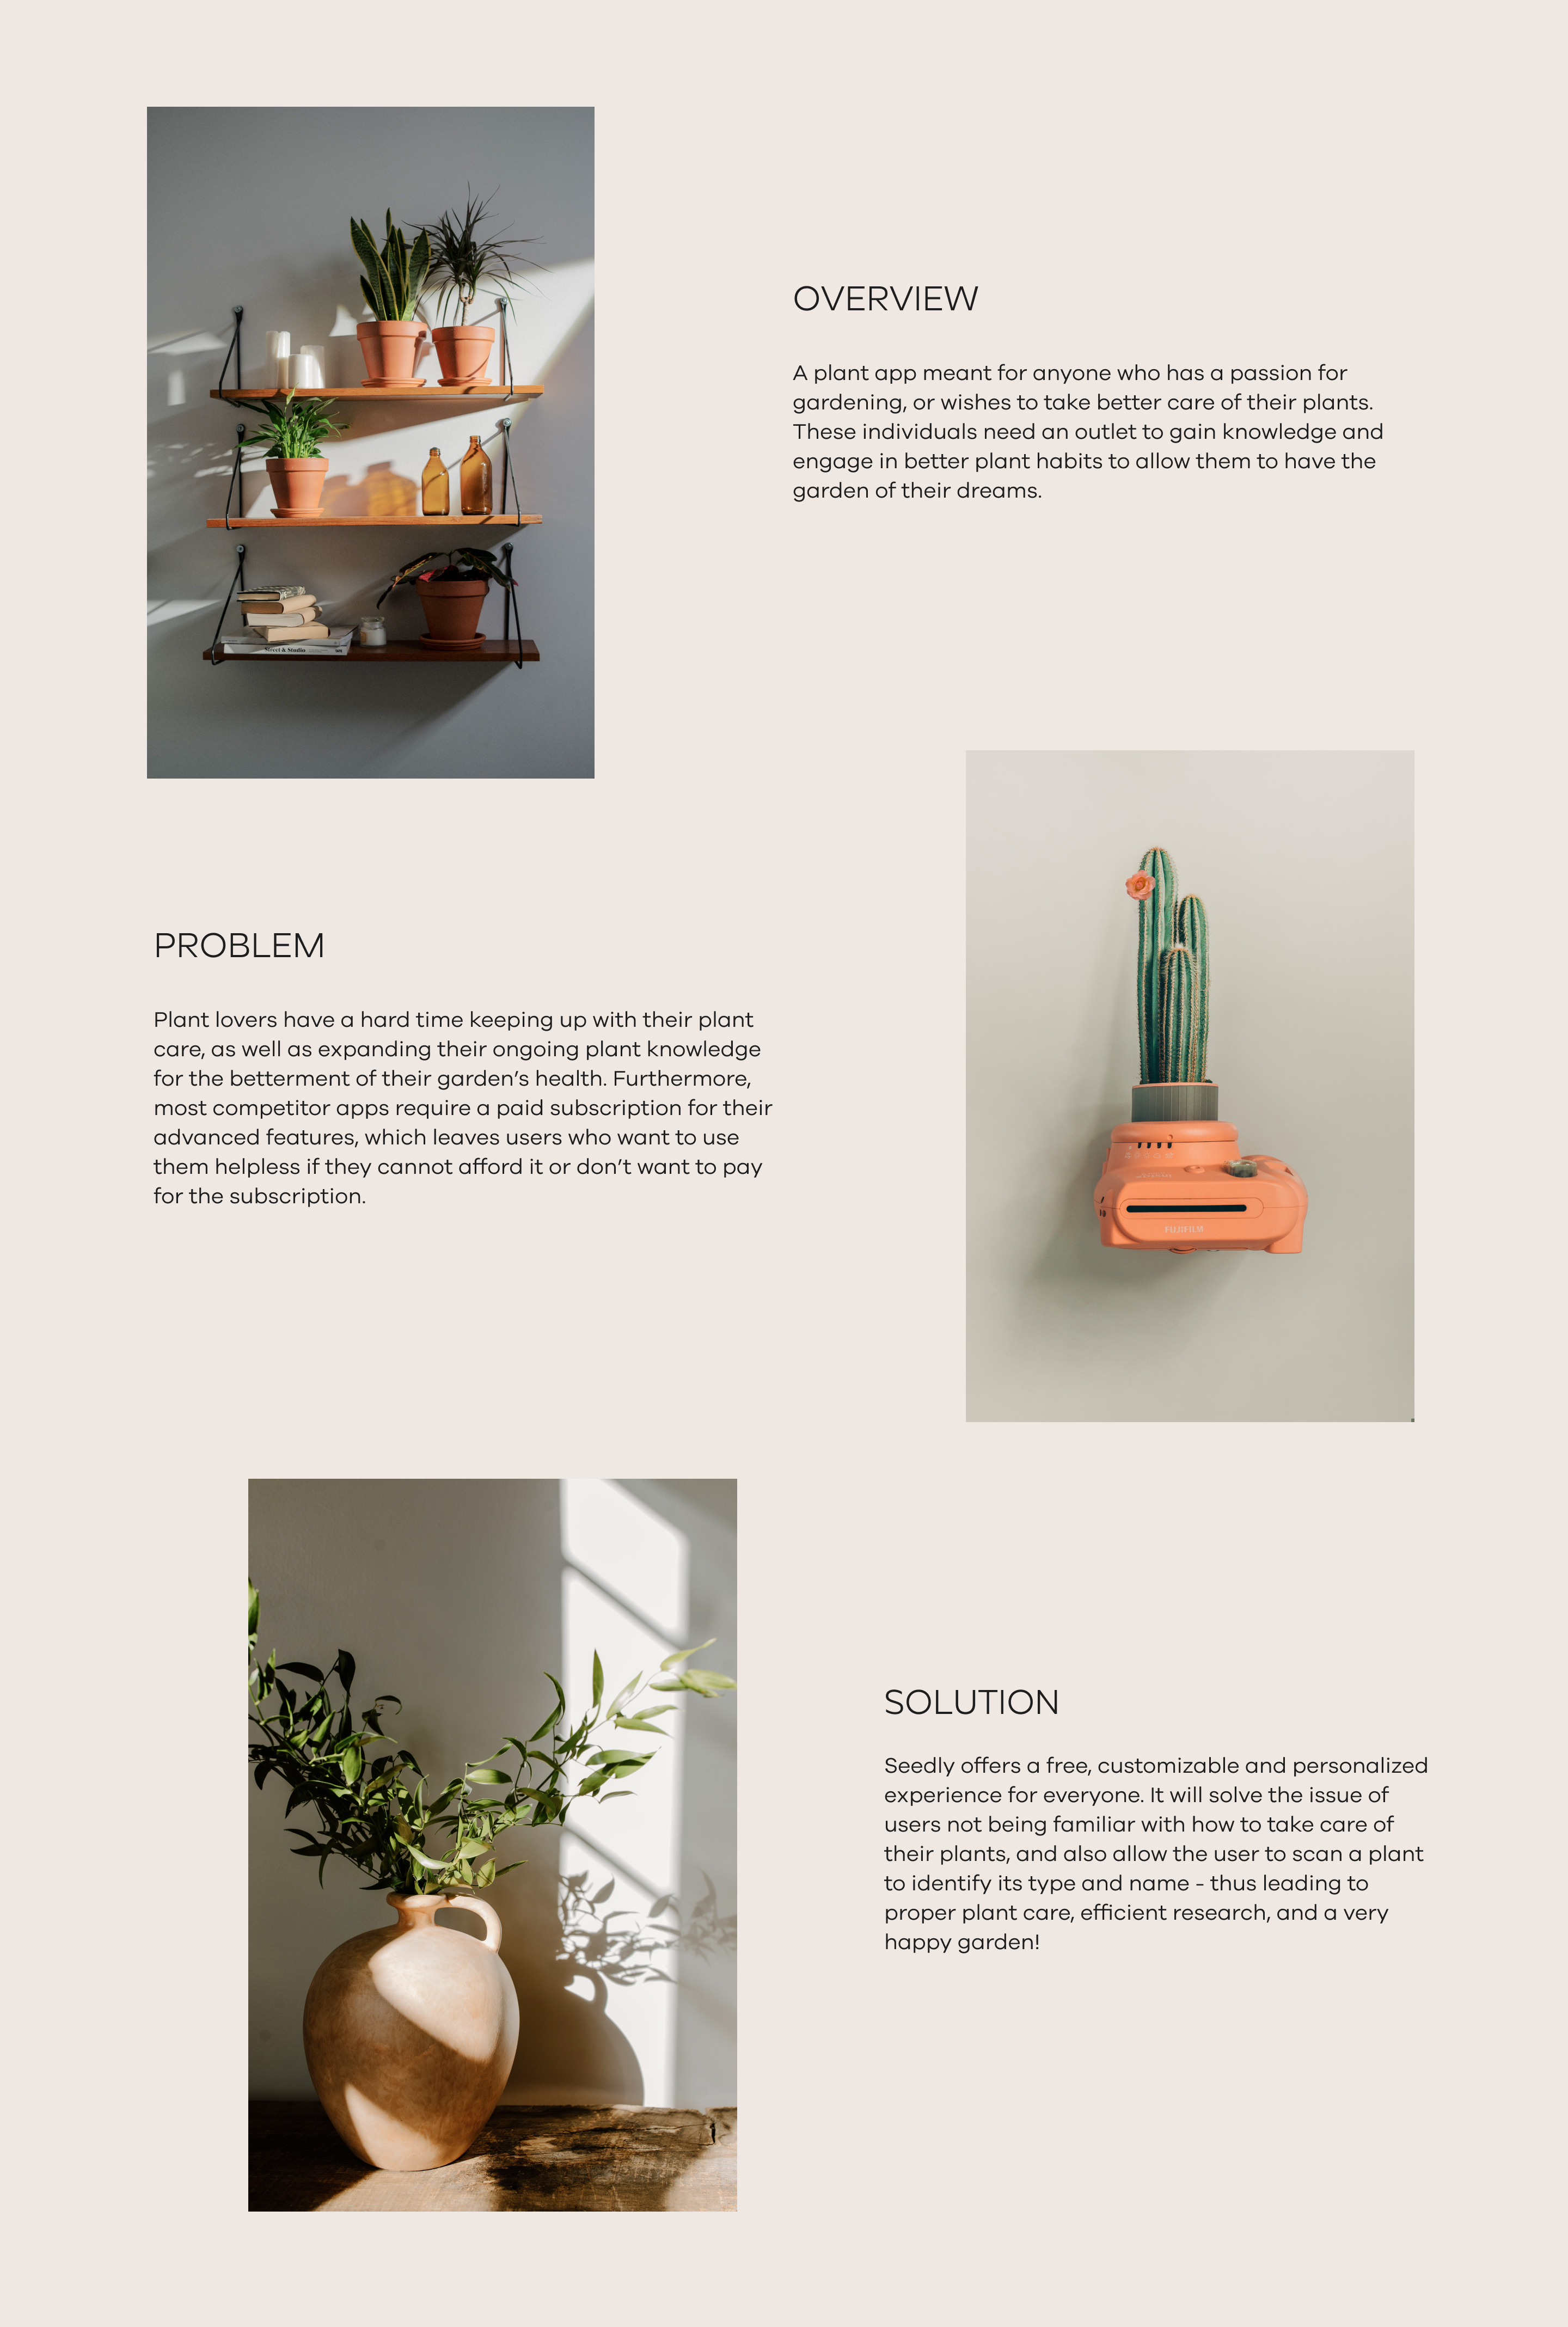 OVERVIEW
A plant app meant for anyone who has a passion for
gardening, or wishes to take better care of their plants.
These individuals need an outlet to gain knowledge and
engage in better plant habits to allow them to have the
garden of their dreams.
Street & Studio
PROBLEM
Plant lovers have a hard time keeping up with their plant
care, as well as expanding their ongoing plant knowledge
for the betterment of their garden’s health. Furthermore,
most competitor apps require a paid subscription for their
advanced features, which leaves users who want to use
them helpless if they cannot afford it or don’t want to pay
for the subscription.
FUJIFILM
SOLUTION
Seedly offers a free, customizable and personalized
experience for everyone. It will solve the issue of
users not being familiar with how to take care of
their plants, and also allow the user to scan a plant
to identify its type and name - thus leading to
proper plant care, efficient research, and a very
happy garden!